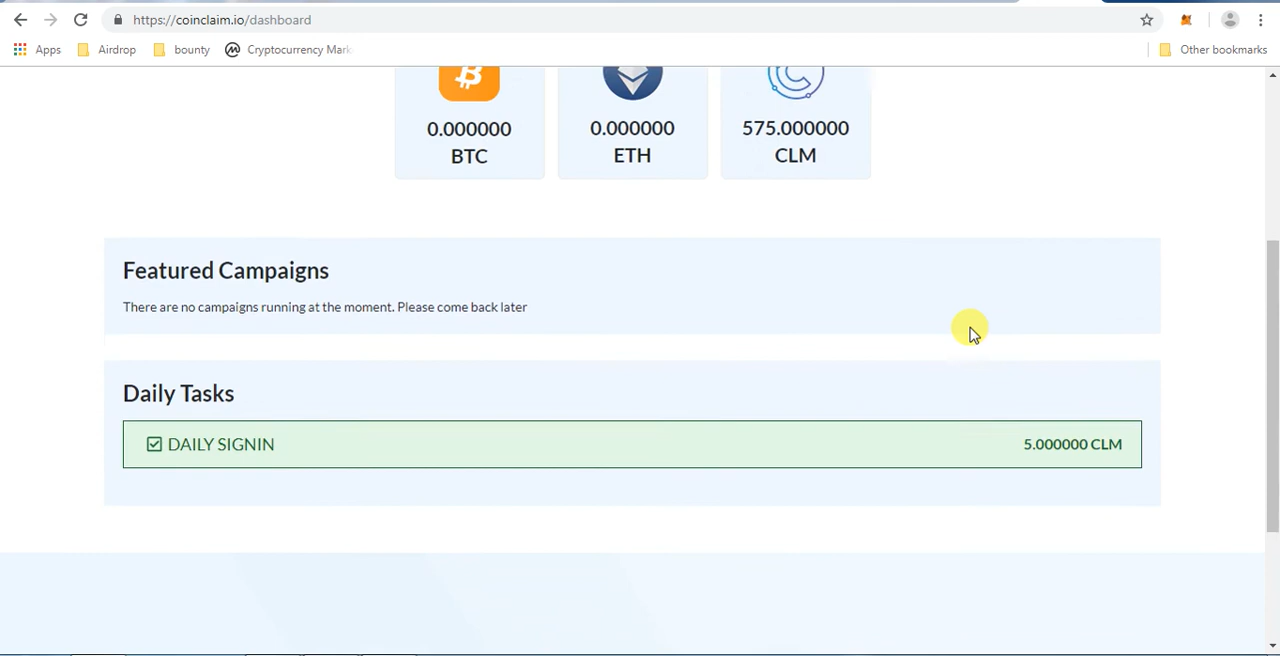 https://coinclaim.io/dashboard
Apps Airdrop bounty Cryptocurrency Mark Other bookmarks
0.000000 0.000000 575.000000
BTC ETH CLM
Featured Campaigns
There are no campaigns running at the moment. Please come back later
Daily Tasks
DAILY SIGNIN 5.000000 CLM